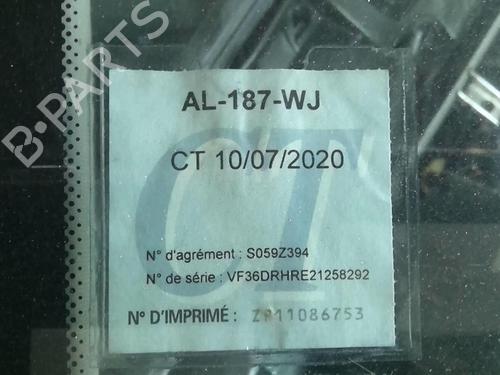 B-PARTS
AL-187-WJ
CT 10/07/2020
CT
N° d'agrément : S059Z394
N° de série : VF36DRHRE21258292
N° D'IMPRIMÉ : ZP11086753